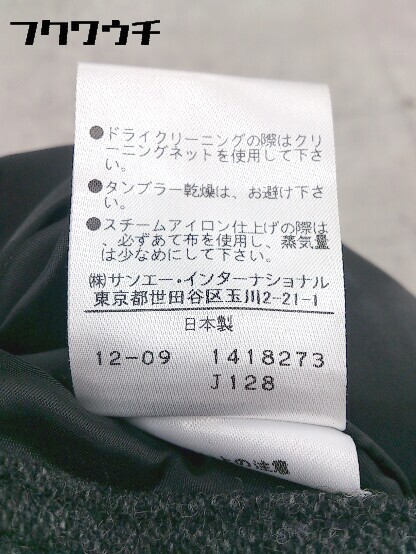 フクワウチ
●ドライクリーニングの際はクリ
ーニングネットを使用して下さ
い。
●タンブラー乾燥は、お避け下さ
い。
●スチームアイロン仕上げの際は
、必ずあて布を使用し、蒸気量
は少なめにして下さい。
㈱サンエー・インターナショナル
東京都世田谷区玉川2-21-1
日本製
12-09 1418273
J128
の注意